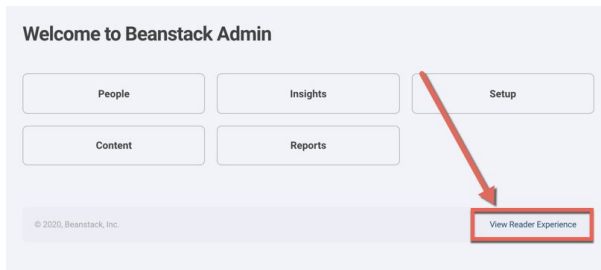 Welcome to Beanstack Admin
People
Insights
Setup
Content
Reports
© 2020, Beanstack, Inc.
View Reader Experience